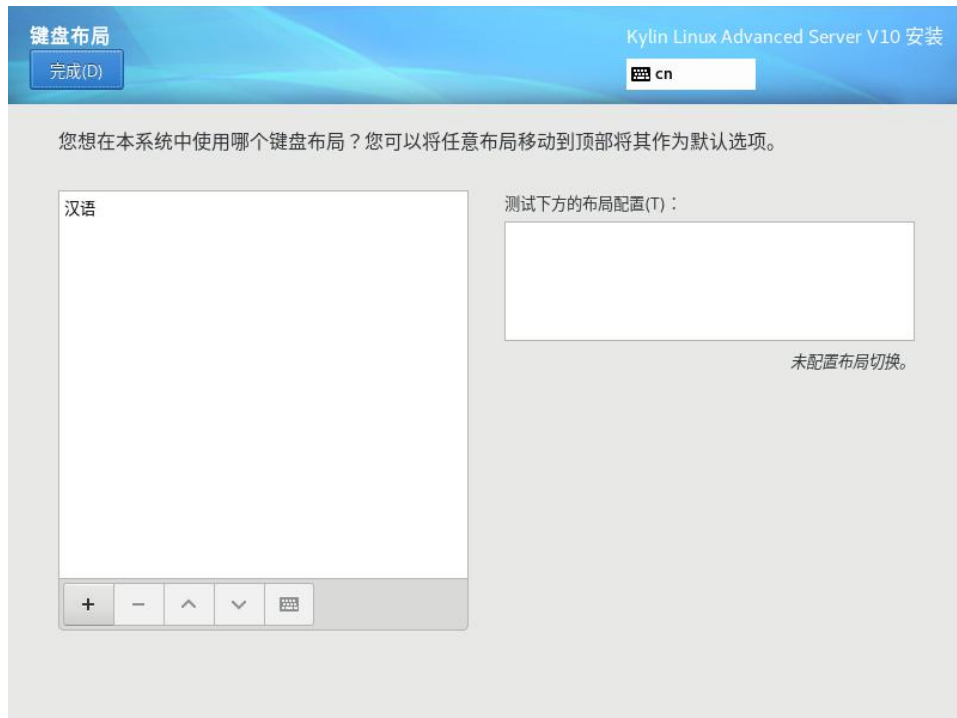 键盘布局
Kylin Linux Advanced Server V10 安装
完成(D)
cn
您想在本系统中使用哪个键盘布局？您可以将任意布局移动到顶部将其作为默认选项。
汉语
测试下方的布局配置(T)：
未配置布局切换。